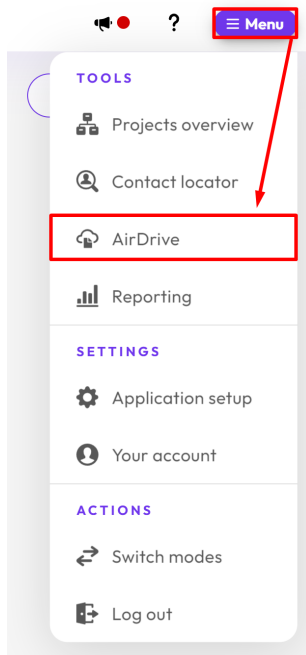 ?
Menu
TOOLS
Projects overview
Contact locator
AirDrive
Reporting
SETTINGS
Application setup
Your account
ACTIONS
Switch modes
Log out